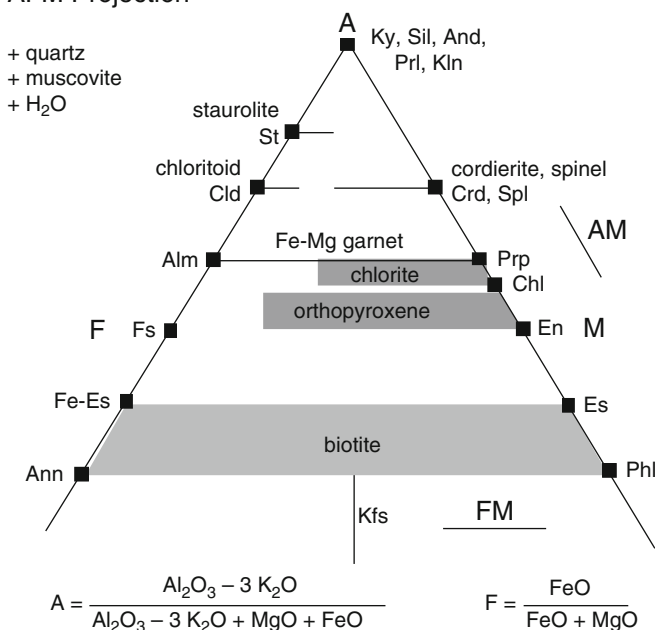 + quartz
+ muscovite
+ H₂O
A
Ky, Sil, And,
Prl, Kln
staurolite
St
chloritoid
Cld
cordierite, spinel
Crd, Spl
AM
Fe-Mg garnet
Alm
Prp
chlorite
Chl
orthopyroxene
F
Fs
En
M
Fe-Es
Es
biotite
Ann
Phl
Kfs
FM
A = Al₂O₃ – 3 K₂O / Al₂O₃ – 3 K₂O + MgO + FeO
F = FeO / FeO + MgO